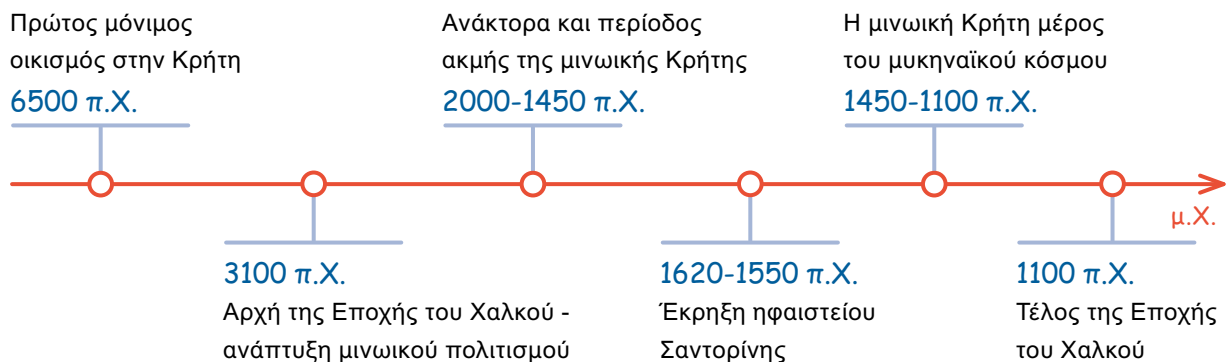 Πρώτος μόνιμος
οικισμός στην Κρήτη
6500 π.Χ.
Ανάκτορα και περίοδος
ακμής της μινωικής Κρήτης
2000-1450 π.Χ.
Η μινωική Κρήτη μέρος
του μυκηναϊκού κόσμου
1450-1100 π.Χ.
μ.Χ.
3100 π.Χ.
Αρχή της Εποχής του Χαλκού -
ανάπτυξη μινωικού πολιτισμού
1620-1550 π.Χ.
Έκρηξη ηφαιστείου
Σαντορίνης
1100 π.Χ.
Τέλος της Εποχής
του Χαλκού